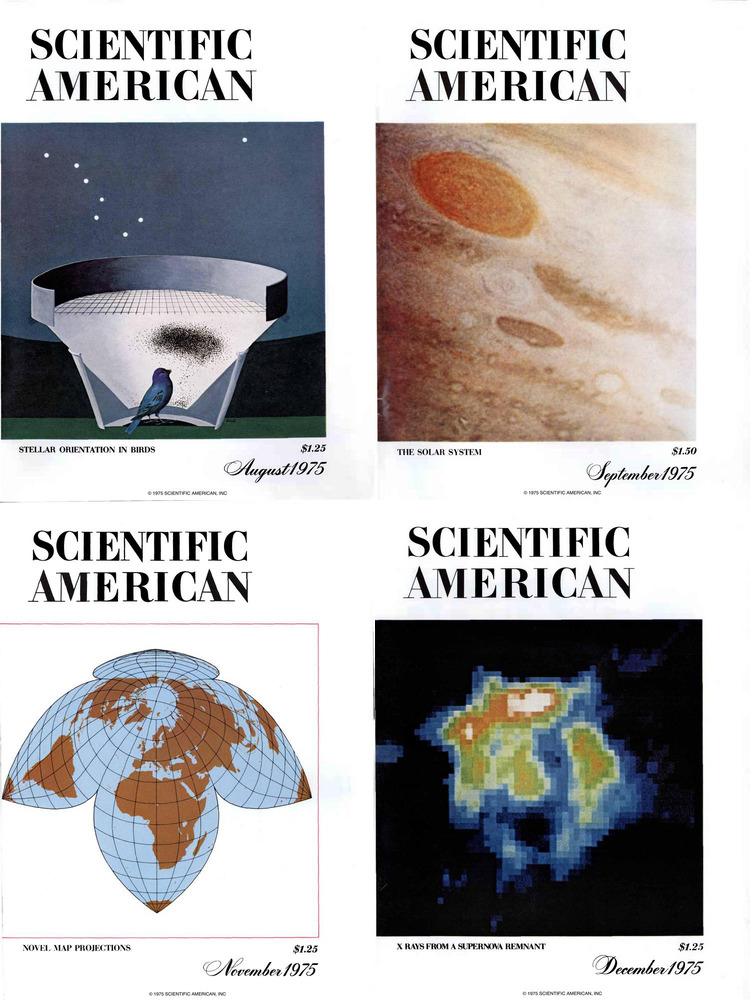 SCIENTIFIC
AMERICAN
STELLAR ORIENTATION IN BIRDS
$1.25
August 1975
© 1975 SCIENTIFIC AMERICAN, INC
SCIENTIFIC
AMERICAN
THE SOLAR SYSTEM
$1.50
September 1975
© 1975 SCIENTIFIC AMERICAN, INC
SCIENTIFIC
AMERICAN
NOVEL MAP PROJECTIONS
$1.25
November 1975
© 1975 SCIENTIFIC AMERICAN, INC
SCIENTIFIC
AMERICAN
X RAYS FROM A SUPERNOVA REMNANT
$1.25
December 1975
© 1975 SCIENTIFIC AMERICAN, INC